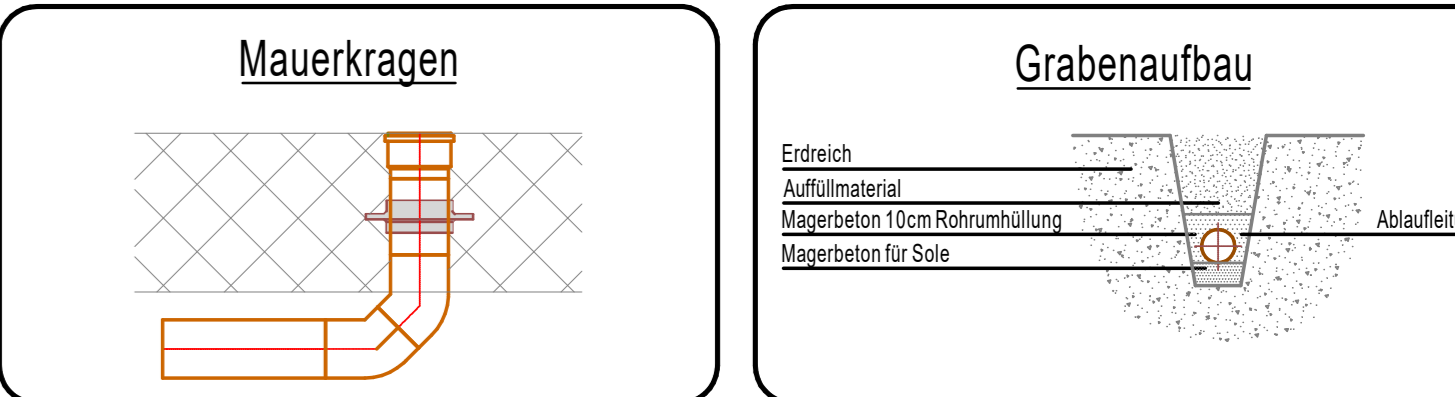 Mauerkragen
Grabenaufbau
Erdreich
Auffüllmaterial
Magerbeton 10cm Rohrumhüllung
Ablaufleit
Magerbeton für Sole